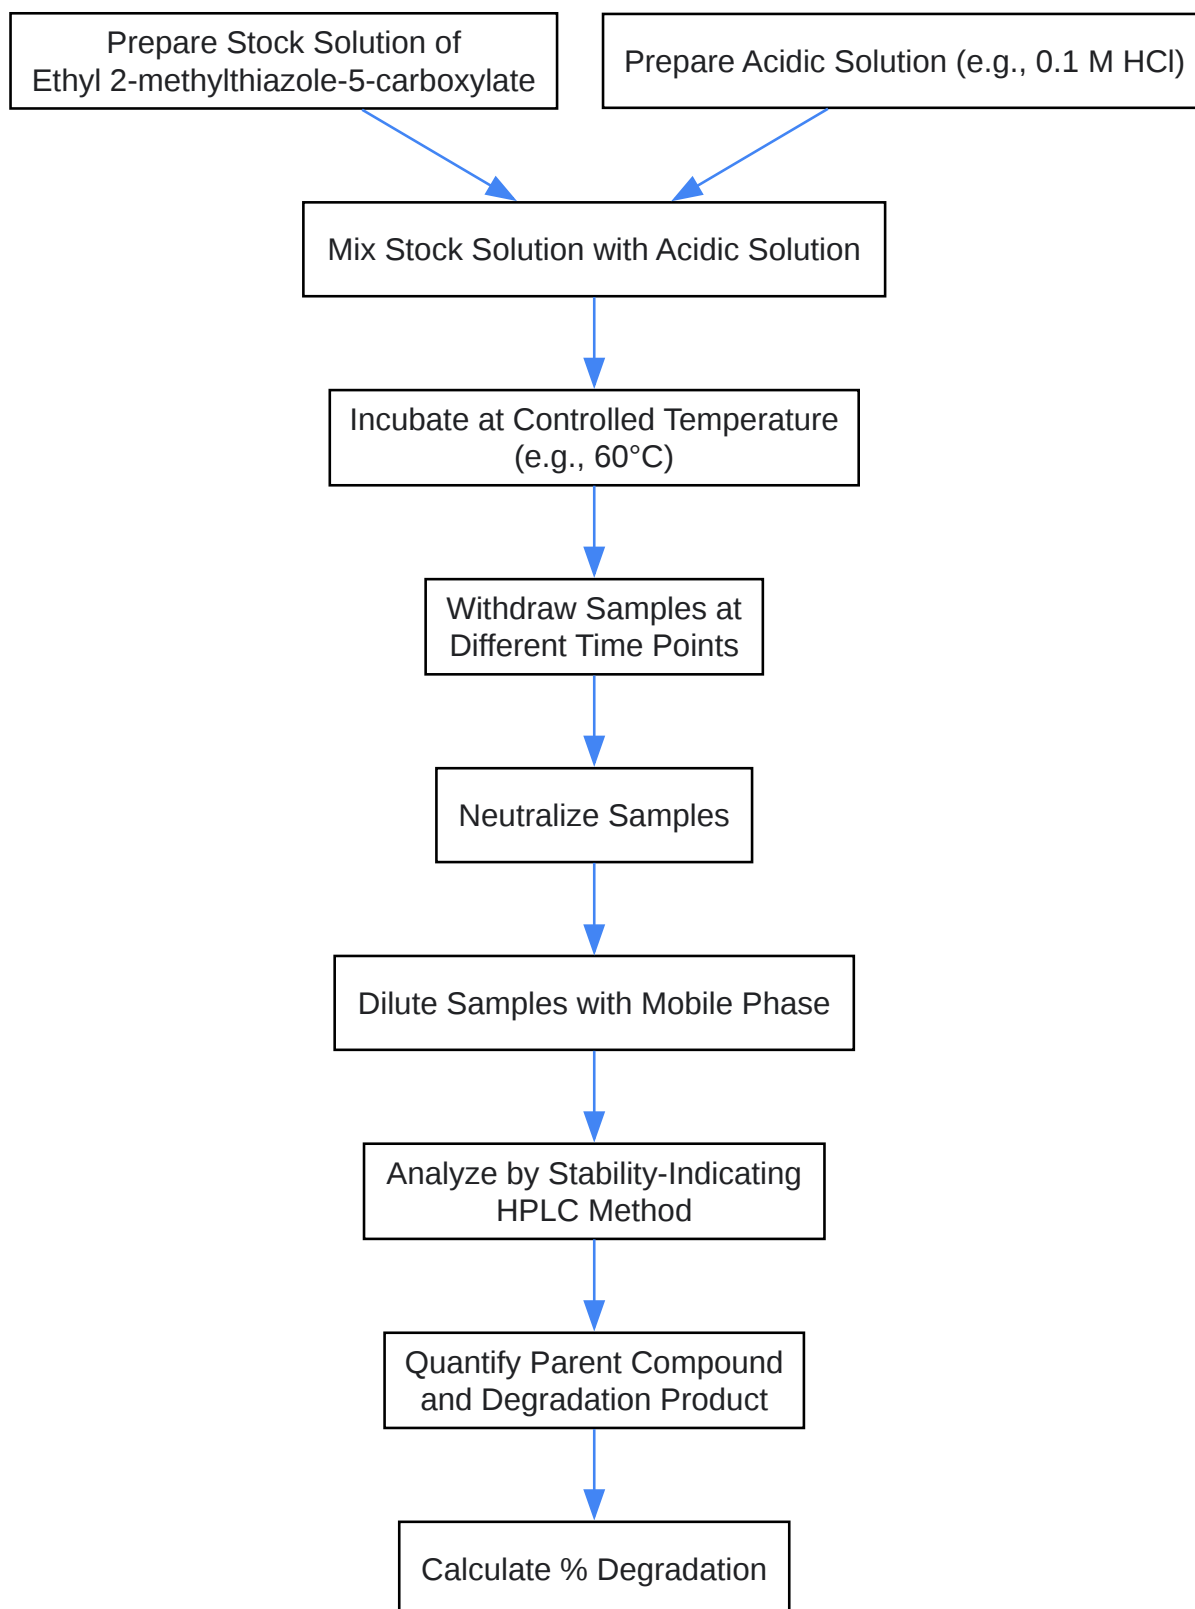 Prepare Stock Solution of
Ethyl 2-methylthiazole-5-carboxylate
Prepare Acidic Solution (e.g., 0.1 M HCl)
Mix Stock Solution with Acidic Solution
Incubate at Controlled Temperature
(e.g., 60°C)
Withdraw Samples at
Different Time Points
Neutralize Samples
Dilute Samples with Mobile Phase
Analyze by Stability-Indicating
HPLC Method
Quantify Parent Compound
and Degradation Product
Calculate % Degradation